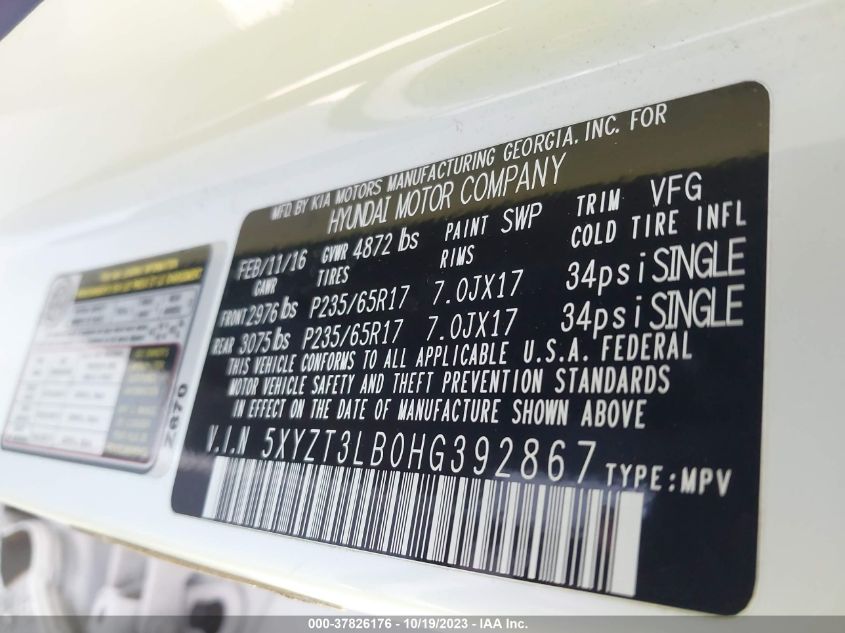 MFD BY KIA MOTORS MANUFACTURING GEORGIA. INC. FOR
HYUNDAI MOTOR COMPANY
FEB/11/16 GVWR 4872 lbs PAINT SWP TRIM VFG
GAWR TIRES RIMS COLD TIRE INFL
FRONT 2976 lbs P235/65R17 7.0JX17 34psi SINGLE
REAR 3075 lbs P235/65R17 7.0JX17 34psi SINGLE
THIS VEHICLE CONFORMS TO ALL APPLICABLE U.S.A. FEDERAL
MOTOR VEHICLE SAFETY AND THEFT PREVENTION STANDARDS
IN EFFECT ON THE DATE OF MANUFACTURE SHOWN ABOVE
V.I.N 5XYZT3LB0HG392867 TYPE:MPV
Z870
000-37826176 - 10/19/2023 - IAA Inc.